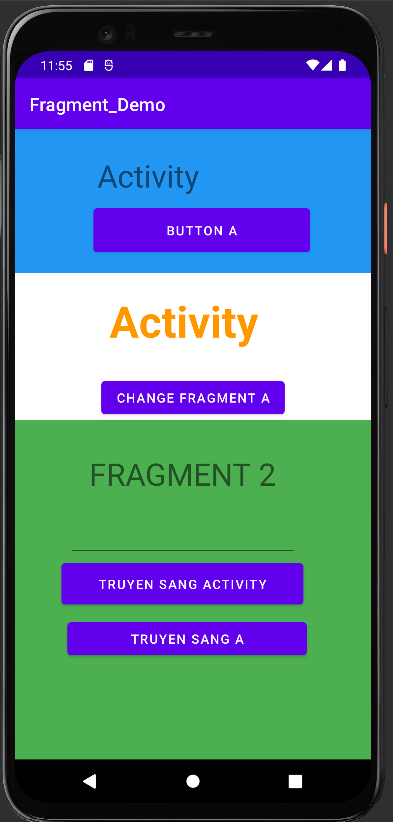 11:55
Fragment_Demo
Activity
BUTTON A
Activity
CHANGE FRAGMENT A
FRAGMENT 2
TRUYEN SANG ACTIVITY
TRUYEN SANG A